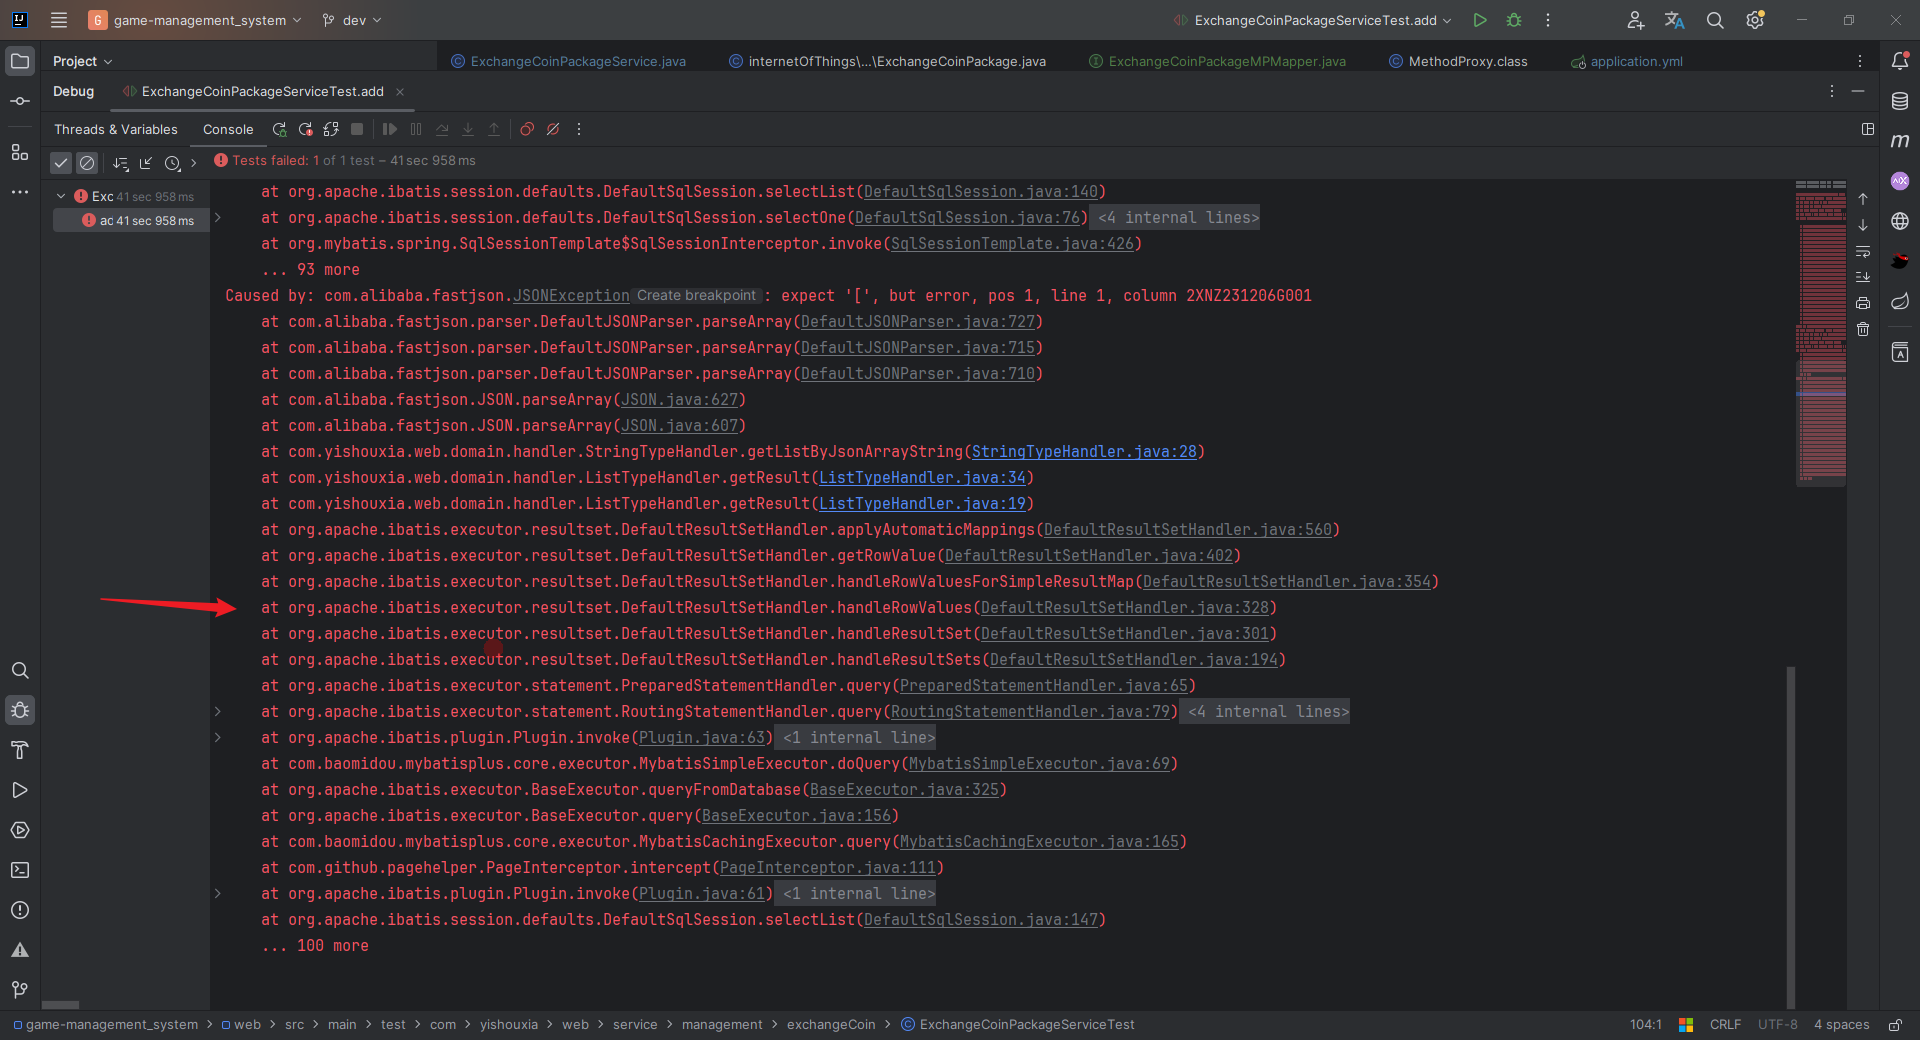 IJ
G game-management_system dev ExchangeCoinPackageServiceTest.add
Project ExchangeCoinPackageService.java internetOfThings\...\ExchangeCoinPackage.java ExchangeCoinPackageMPMapper.java MethodProxy.class application.yml
Debug ExchangeCoinPackageServiceTest.add
Threads & Variables Console
Tests failed: 1 of 1 test – 41 sec 958 ms
Exc 41 sec 958 ms
ac 41 sec 958 ms
at org.apache.ibatis.session.defaults.DefaultSqlSession.selectList(DefaultSqlSession.java:140)
at org.apache.ibatis.session.defaults.DefaultSqlSession.selectOne(DefaultSqlSession.java:76) <4 internal lines>
at org.mybatis.spring.SqlSessionTemplate$SqlSessionInterceptor.invoke(SqlSessionTemplate.java:426)
... 93 more
Caused by: com.alibaba.fastjson.JSONException Create breakpoint : expect '[', but error, pos 1, line 1, column 2XNZ231206G001
at com.alibaba.fastjson.parser.DefaultJSONParser.parseArray(DefaultJSONParser.java:727)
at com.alibaba.fastjson.parser.DefaultJSONParser.parseArray(DefaultJSONParser.java:715)
at com.alibaba.fastjson.parser.DefaultJSONParser.parseArray(DefaultJSONParser.java:710)
at com.alibaba.fastjson.JSON.parseArray(JSON.java:627)
at com.alibaba.fastjson.JSON.parseArray(JSON.java:607)
at com.yishouxia.web.domain.handler.StringTypeHandler.getListByJsonArrayString(StringTypeHandler.java:28)
at com.yishouxia.web.domain.handler.ListTypeHandler.getResult(ListTypeHandler.java:34)
at com.yishouxia.web.domain.handler.ListTypeHandler.getResult(ListTypeHandler.java:19)
at org.apache.ibatis.executor.resultset.DefaultResultSetHandler.applyAutomaticMappings(DefaultResultSetHandler.java:560)
at org.apache.ibatis.executor.resultset.DefaultResultSetHandler.getRowValue(DefaultResultSetHandler.java:402)
at org.apache.ibatis.executor.resultset.DefaultResultSetHandler.handleRowValuesForSimpleResultMap(DefaultResultSetHandler.java:354)
at org.apache.ibatis.executor.resultset.DefaultResultSetHandler.handleRowValues(DefaultResultSetHandler.java:328)
at org.apache.ibatis.executor.resultset.DefaultResultSetHandler.handleResultSet(DefaultResultSetHandler.java:301)
at org.apache.ibatis.executor.resultset.DefaultResultSetHandler.handleResultSets(DefaultResultSetHandler.java:194)
at org.apache.ibatis.executor.statement.PreparedStatementHandler.query(PreparedStatementHandler.java:65)
at org.apache.ibatis.executor.statement.RoutingStatementHandler.query(RoutingStatementHandler.java:79) <4 internal lines>
at org.apache.ibatis.plugin.Plugin.invoke(Plugin.java:63) <1 internal line>
at com.baomidou.mybatisplus.core.executor.MybatisSimpleExecutor.doQuery(MybatisSimpleExecutor.java:69)
at org.apache.ibatis.executor.BaseExecutor.queryFromDatabase(BaseExecutor.java:325)
at org.apache.ibatis.executor.BaseExecutor.query(BaseExecutor.java:156)
at com.baomidou.mybatisplus.core.executor.MybatisCachingExecutor.query(MybatisCachingExecutor.java:165)
at com.github.pagehelper.PageInterceptor.intercept(PageInterceptor.java:111)
at org.apache.ibatis.plugin.Plugin.invoke(Plugin.java:61) <1 internal line>
at org.apache.ibatis.session.defaults.DefaultSqlSession.selectList(DefaultSqlSession.java:147)
... 100 more
game-management_system > web > src > main > test > com > yishouxia > web > service > management > exchangeCoin > ExchangeCoinPackageServiceTest 104:1 CRLF UTF-8 4 spaces